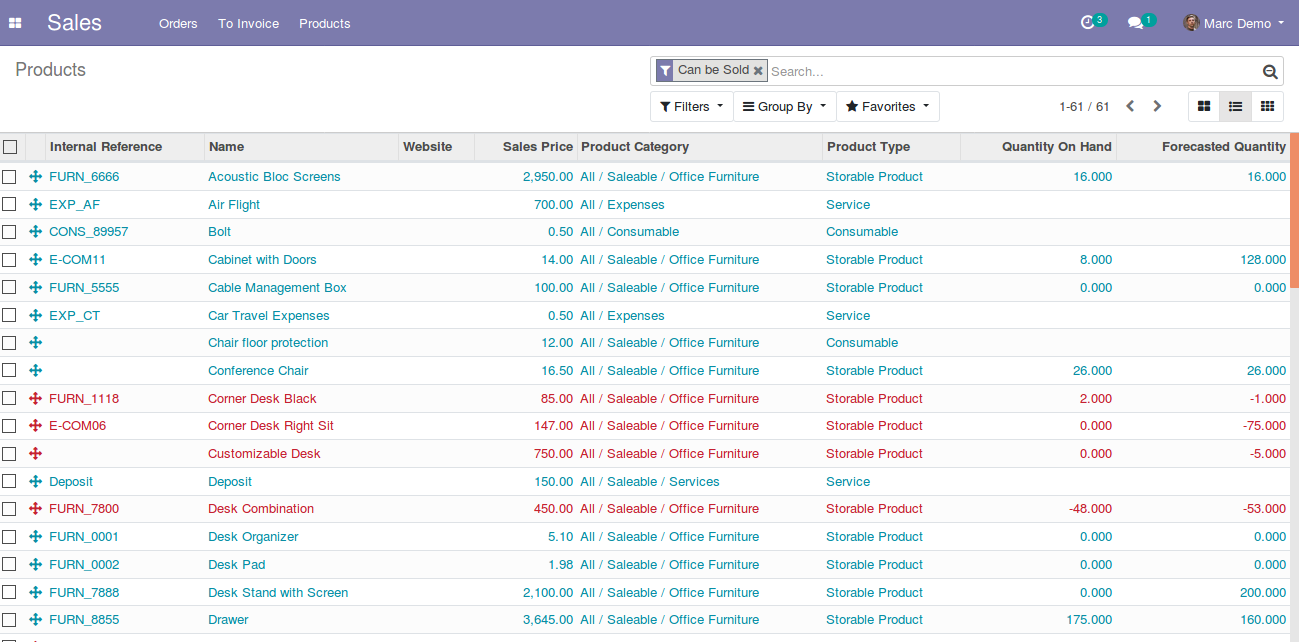 Sales Orders To Invoice Products 3 1 Marc Demo
Products Can be Sold Search...
Filters Group By Favorites 1-61 / 61
Internal Reference Name Website Sales Price Product Category Product Type Quantity On Hand Forecasted Quantity
FURN_6666 Acoustic Bloc Screens 2,950.00 All / Saleable / Office Furniture Storable Product 16.000 16.000
EXP_AF Air Flight 700.00 All / Expenses Service
CONS_89957 Bolt 0.50 All / Consumable Consumable
E-COM11 Cabinet with Doors 14.00 All / Saleable / Office Furniture Storable Product 8.000 128.000
FURN_5555 Cable Management Box 100.00 All / Saleable / Office Furniture Storable Product 0.000 0.000
EXP_CT Car Travel Expenses 0.50 All / Expenses Service
Chair floor protection 12.00 All / Saleable / Office Furniture Consumable
Conference Chair 16.50 All / Saleable / Office Furniture Storable Product 26.000 26.000
FURN_1118 Corner Desk Black 85.00 All / Saleable / Office Furniture Storable Product 2.000 -1.000
E-COM06 Corner Desk Right Sit 147.00 All / Saleable / Office Furniture Storable Product 0.000 -75.000
Customizable Desk 750.00 All / Saleable / Office Furniture Storable Product 0.000 -5.000
Deposit Deposit 150.00 All / Saleable / Services Service
FURN_7800 Desk Combination 450.00 All / Saleable / Office Furniture Storable Product -48.000 -53.000
FURN_0001 Desk Organizer 5.10 All / Saleable / Office Furniture Storable Product 0.000 0.000
FURN_0002 Desk Pad 1.98 All / Saleable / Office Furniture Storable Product 0.000 0.000
FURN_7888 Desk Stand with Screen 2,100.00 All / Saleable / Office Furniture Storable Product 0.000 200.000
FURN_8855 Drawer 3,645.00 All / Saleable / Office Furniture Storable Product 175.000 160.000